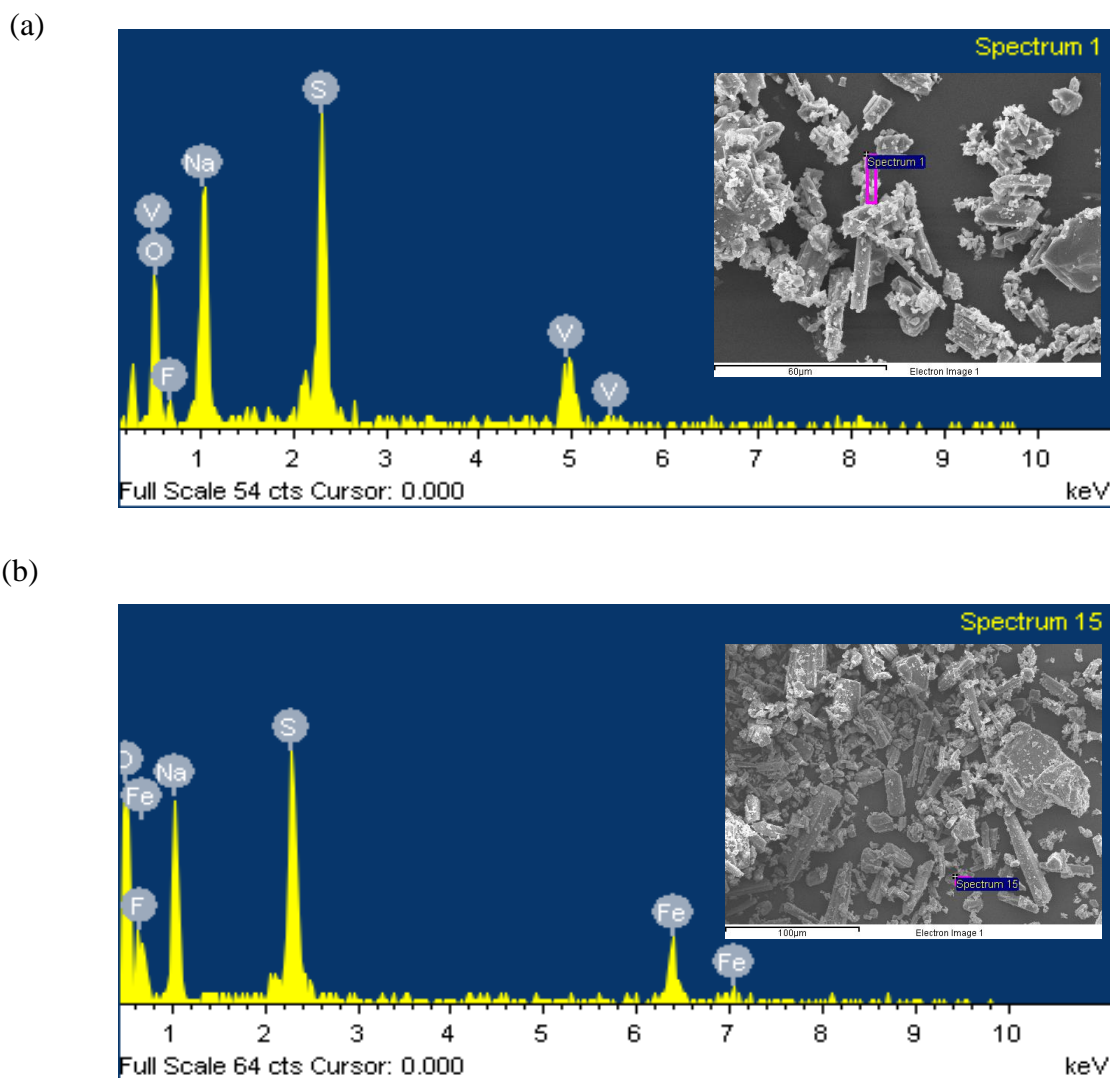 (a)
Spectrum 1
S
Na
V
O
F
V
V
Spectrum 1
60μm Electron Image 1
1 2 3 4 5 6 7 8 9 10
Full Scale 54 cts Cursor: 0.000 keV
(b)
Spectrum 15
S
O
Na
Fe
F
Fe
Fe
Spectrum 15
100μm Electron Image 1
1 2 3 4 5 6 7 8 9 10
Full Scale 64 cts Cursor: 0.000 keV